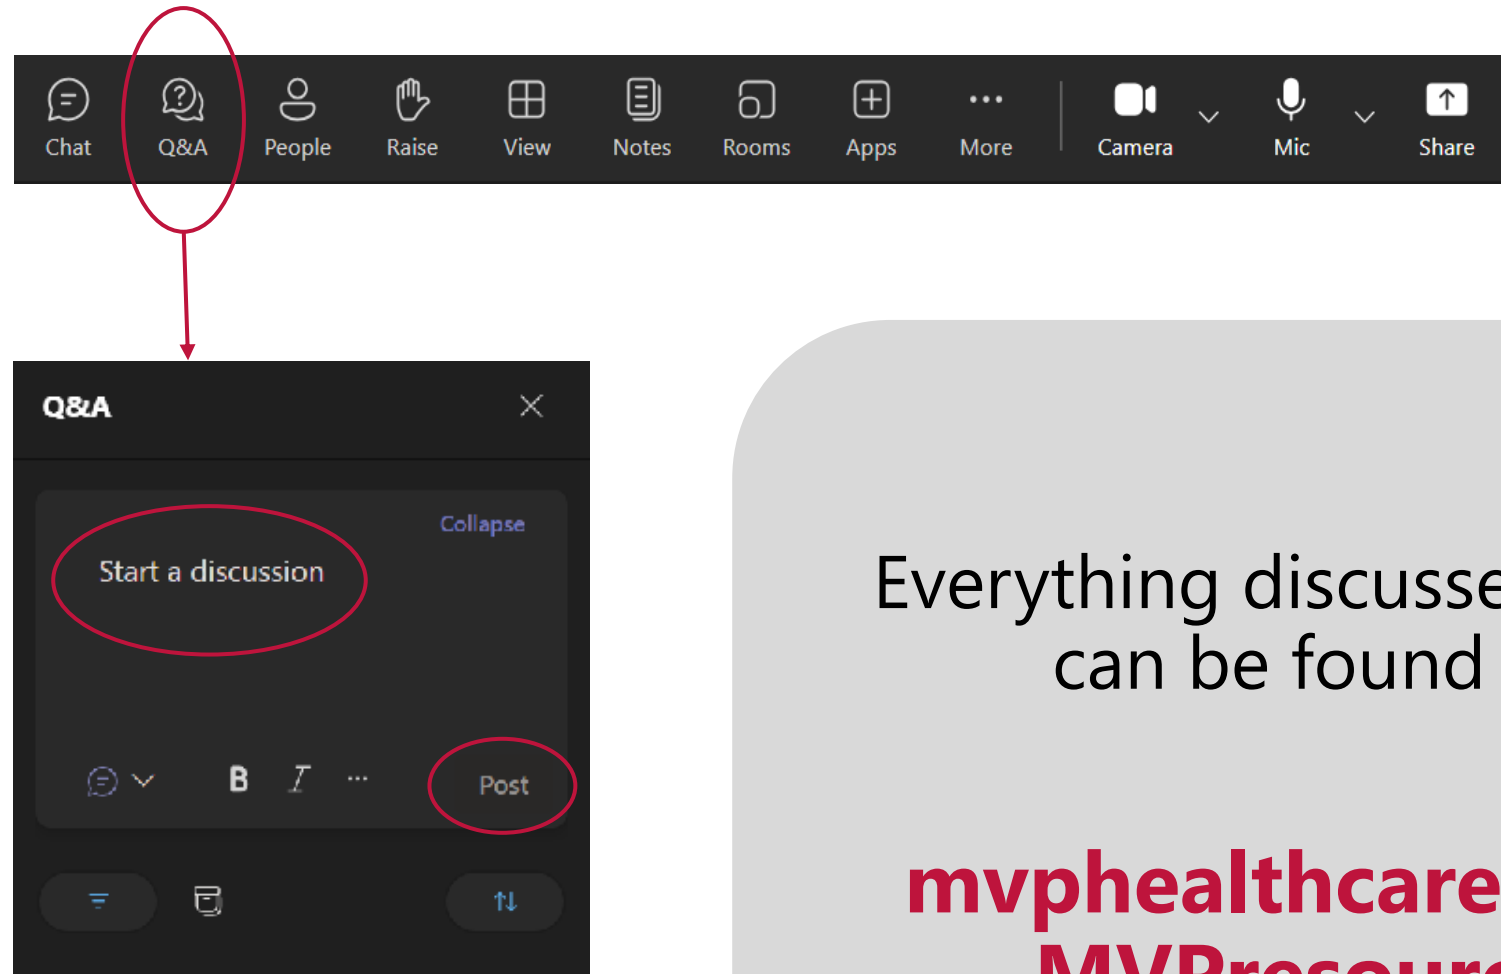 Chat Q&A People Raise View Notes Rooms Apps More Camera Mic Share
Q&A
Collapse
Start a discussion
B I ... Post
Everything discusse
can be found
mvphealthcare
MVPresour